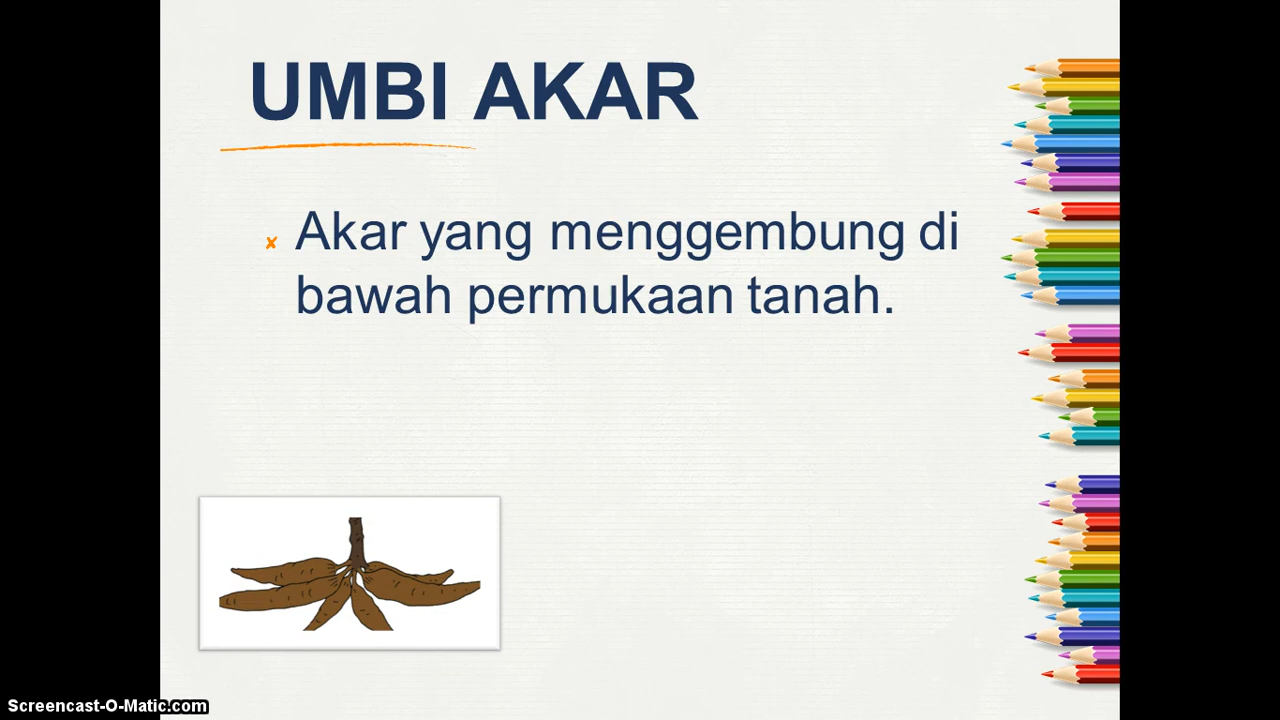 UMBI AKAR
Akar yang menggembung di
bawah permukaan tanah.
Screencast-O-Matic.com